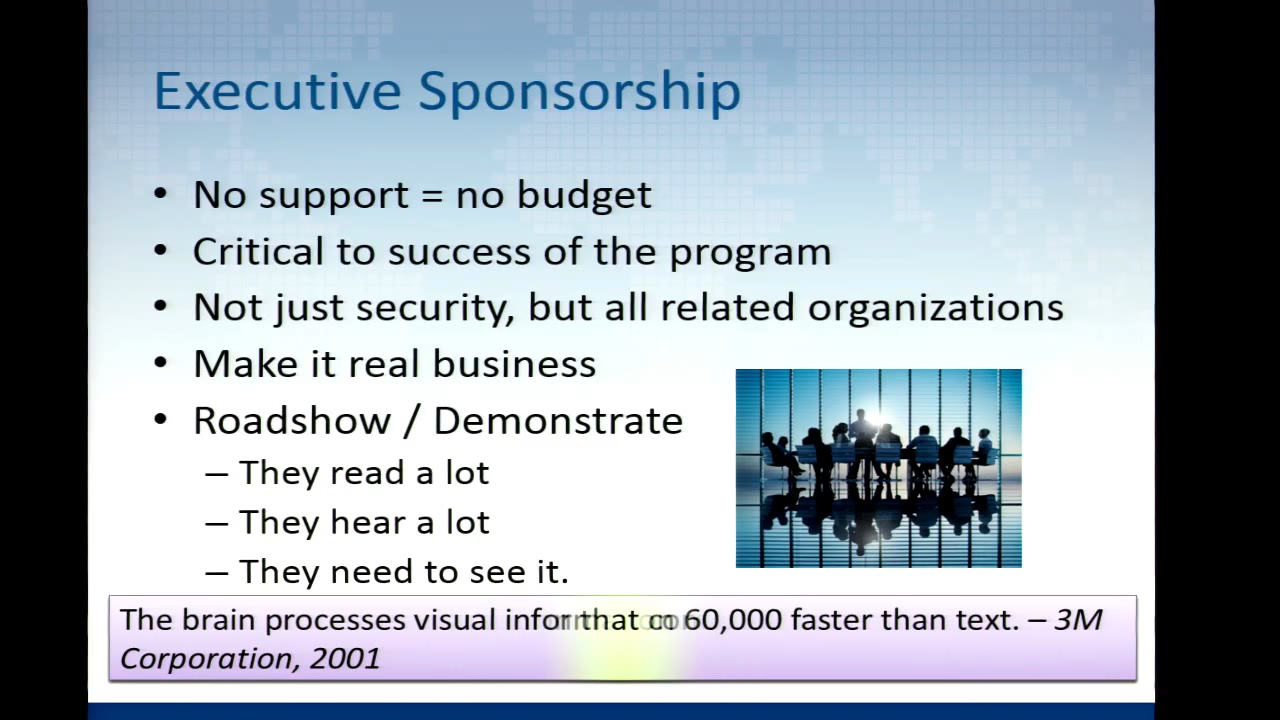 Executive Sponsorship
• No support = no budget
• Critical to success of the program
• Not just security, but all related organizations
• Make it real business
• Roadshow / Demonstrate
– They read a lot
– They hear a lot
– They need to see it.
The brain processes visual 60,000 faster than text. – 3M
Corporation, 2001